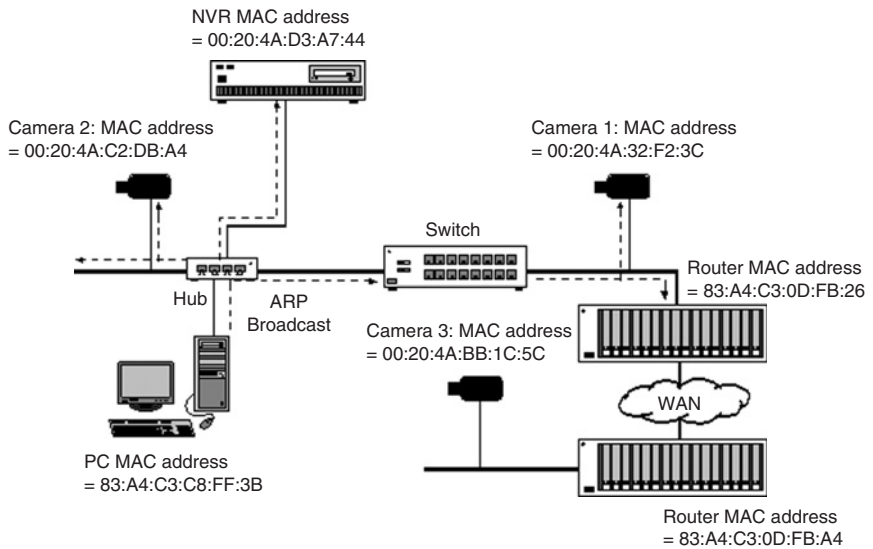 NVR MAC address
= 00:20:4A:D3:A7:44
Camera 2: MAC address
= 00:20:4A:C2:DB:A4
Camera 1: MAC address
= 00:20:4A:32:F2:3C
Switch
Router MAC address
= 83:A4:C3:0D:FB:26
Hub
ARP
Broadcast
Camera 3: MAC address
= 00:20:4A:BB:1C:5C
WAN
PC MAC address
= 83:A4:C3:C8:FF:3B
Router MAC address
= 83:A4:C3:0D:FB:A4